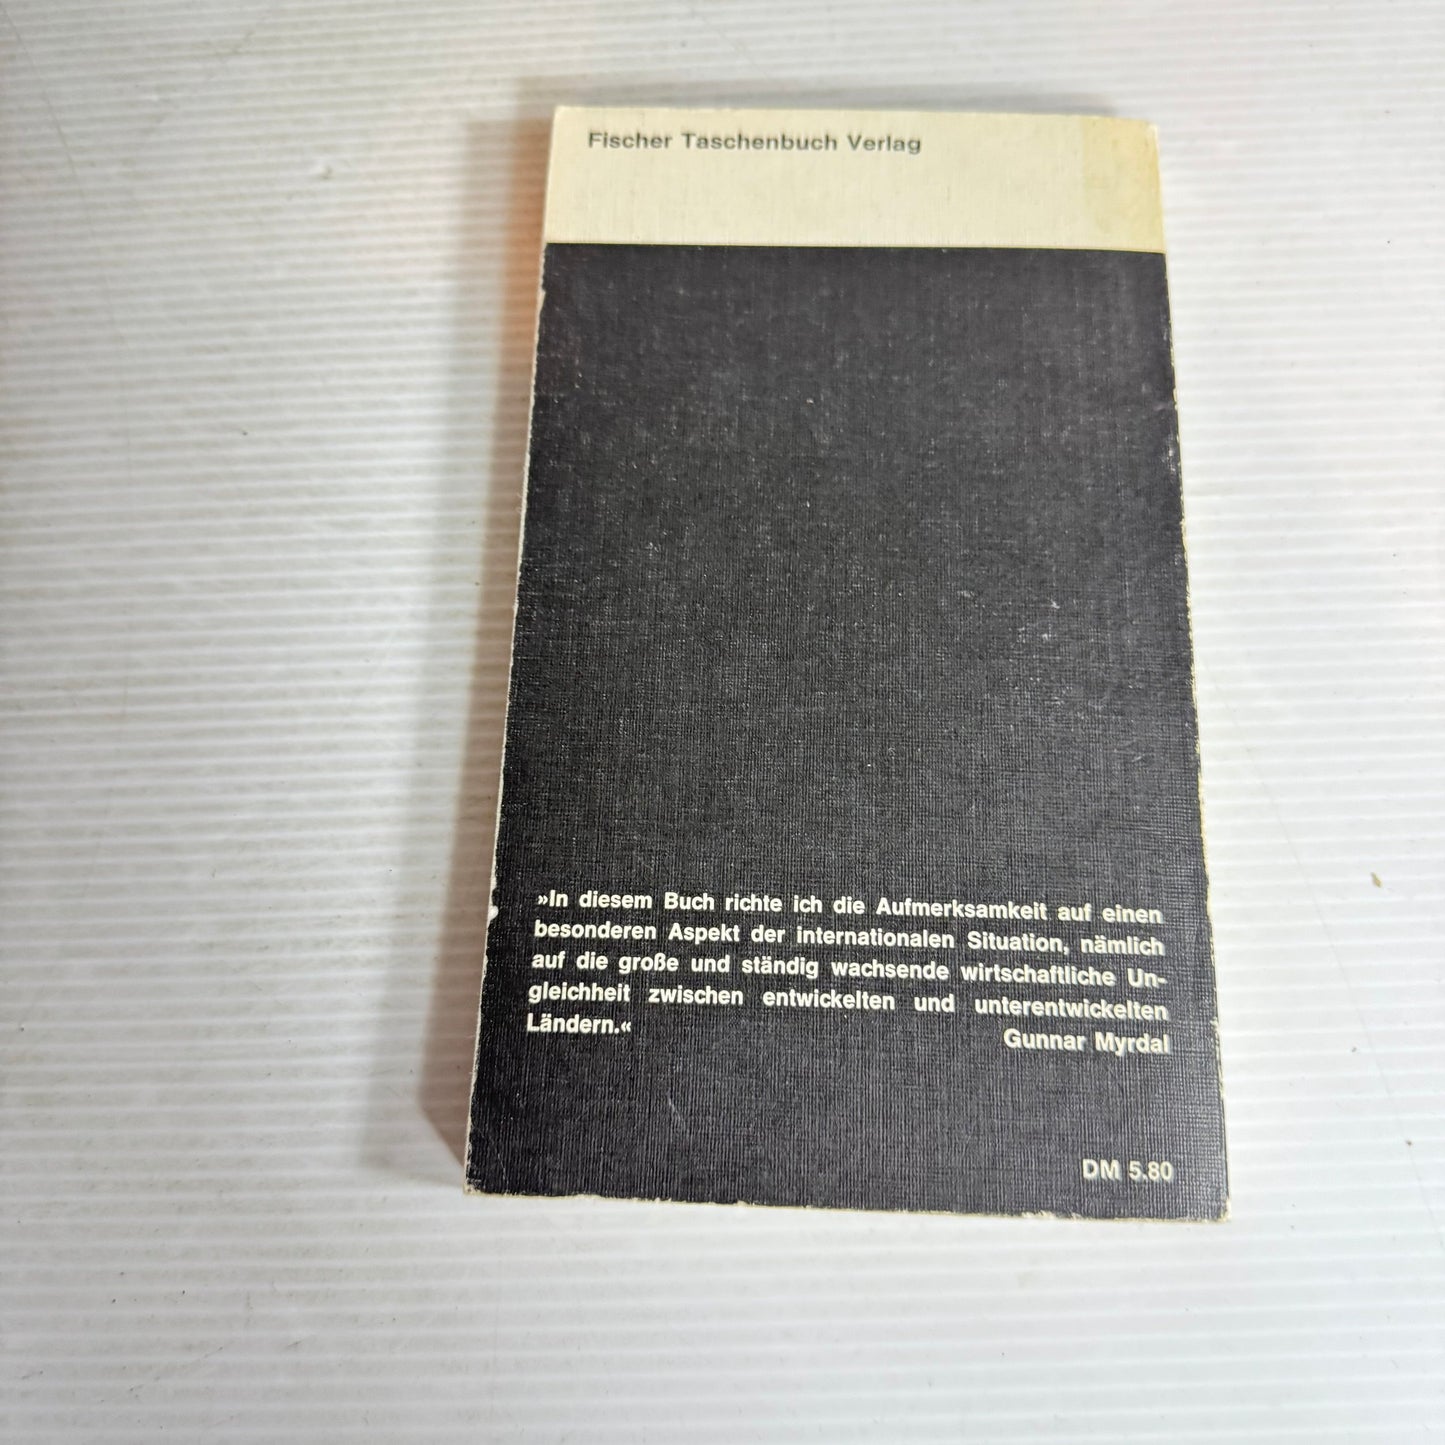 Fischer Taschenbuch Verlag
»In diesem Buch richte ich die Aufmerksamkeit auf einen
besonderen Aspekt der internationalen Situation, nämlich
auf die große und ständig wachsende wirtschaftliche Un-
gleichheit zwischen entwickelten und unterentwickelten
Ländern.«
Gunnar Myrdal
DM 5.80